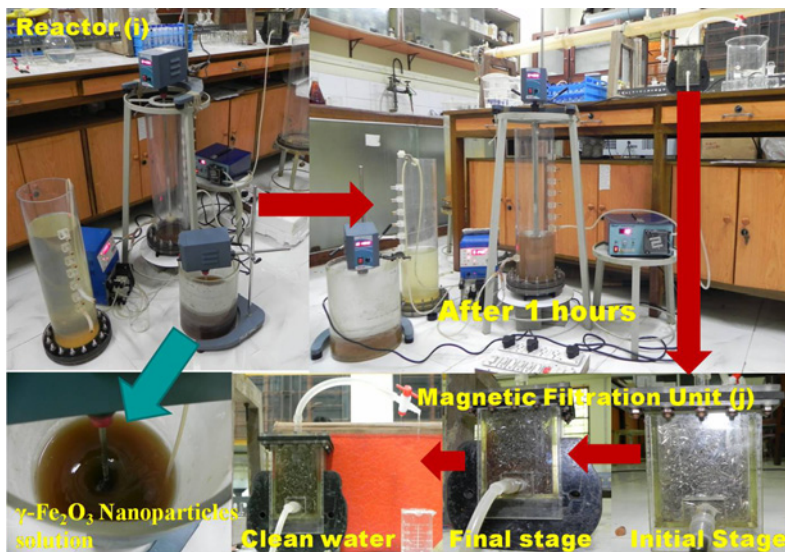 Reactor (i)
After 1 hours
Magnetic Filtration Unit (j)
γ-Fe₂O₃ Nanoparticles
solution
Clean water
Final stage
Initial Stage